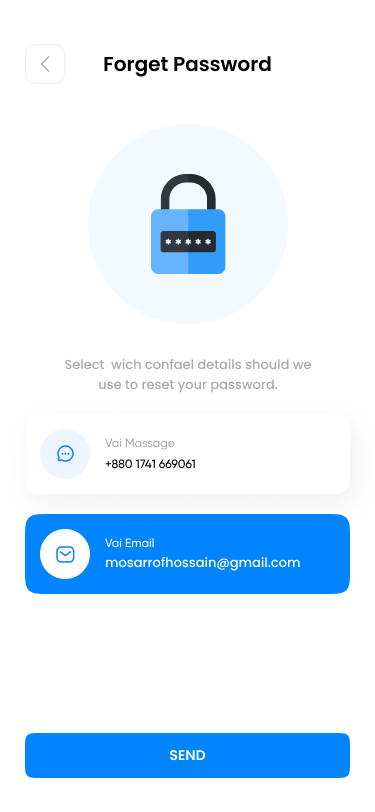 Forget Password
*****
Select  wich confael details should we
use to reset your password.
Vai Massage
+880 1741 669061
Vai Email
mosarrofhossain@gmail.com
SEND